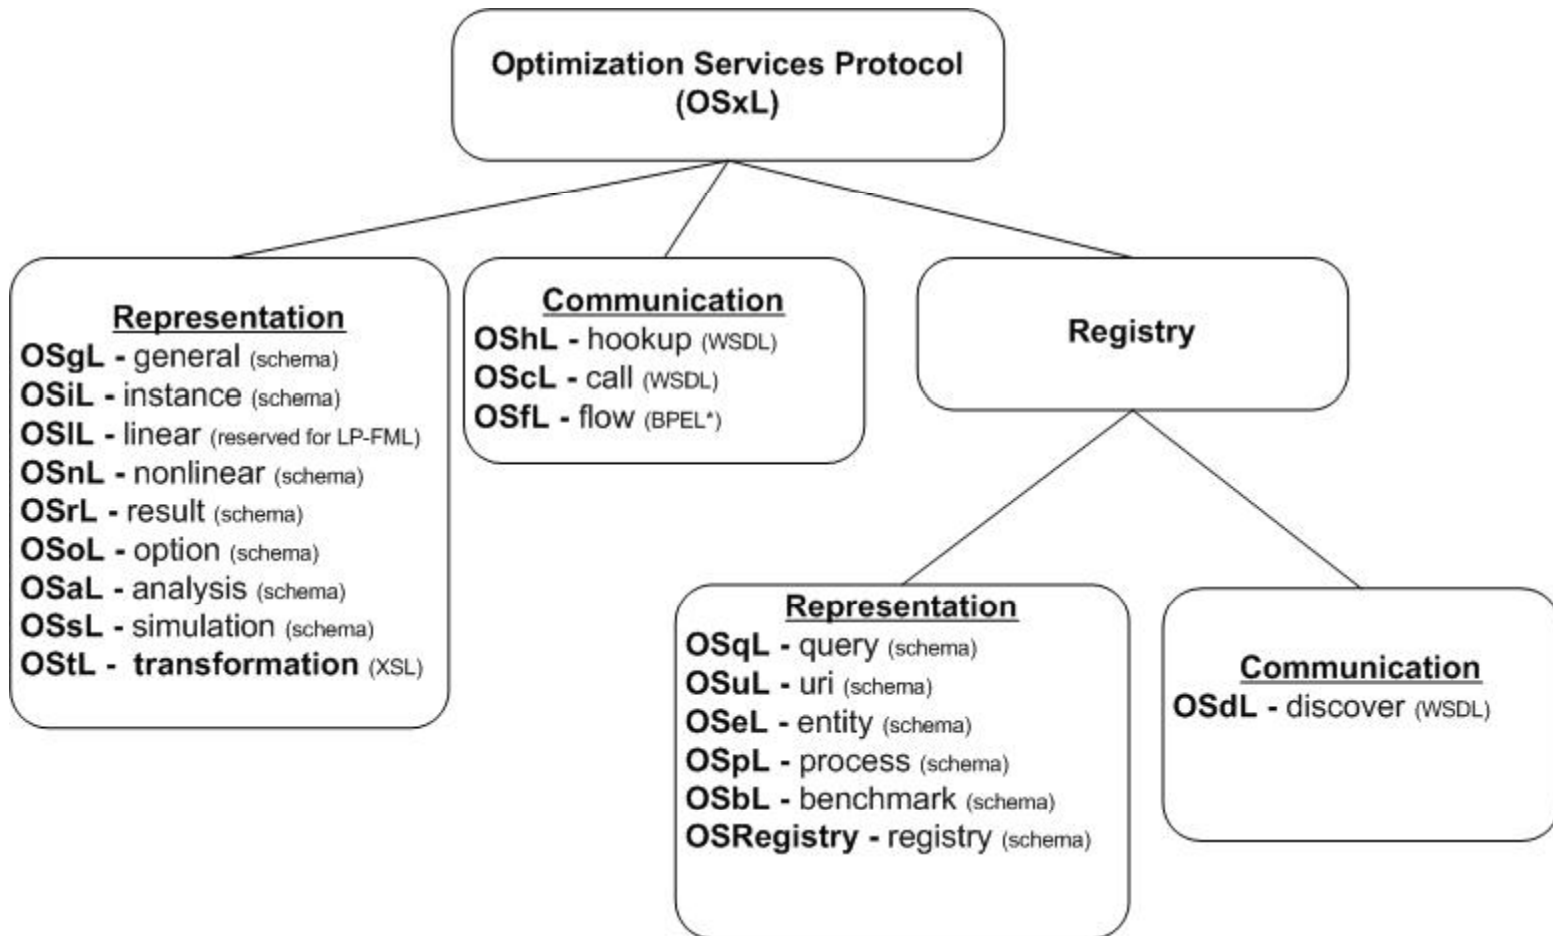 Optimization Services Protocol
(OSxL)
Representation
OSgL - general (schema)
OSiL - instance (schema)
OSlL - linear (reserved for LP-FML)
OSnL - nonlinear (schema)
OSrL - result (schema)
OSoL - option (schema)
OSaL - analysis (schema)
OSsL - simulation (schema)
OStL - transformation (XSL)
Communication
OShL - hookup (WSDL)
OScL - call (WSDL)
OSfL - flow (BPEL*)
Registry
Representation
OSqL - query (schema)
OSuL - uri (schema)
OSeL - entity (schema)
OSpL - process (schema)
OSbL - benchmark (schema)
OSRegistry - registry (schema)
Communication
OSdL - discover (WSDL)